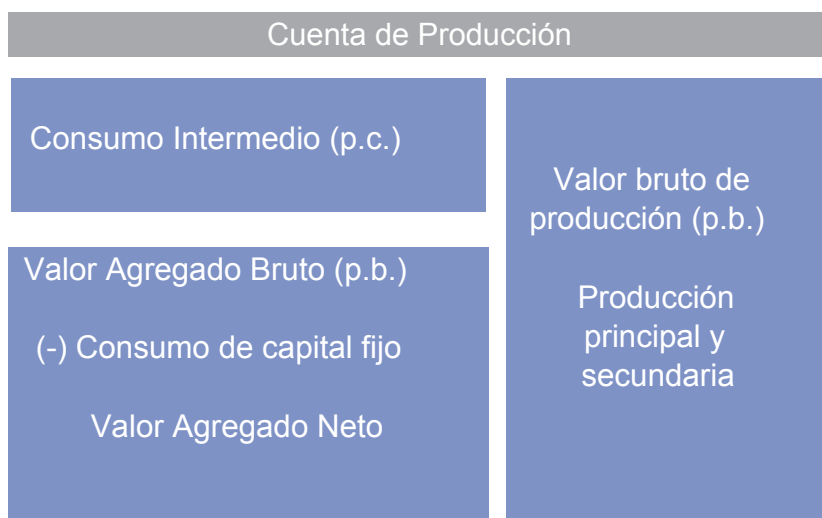 Cuenta de Producción
Consumo Intermedio (p.c.)
Valor Agregado Bruto (p.b.)
(-) Consumo de capital fijo
Valor Agregado Neto
Valor bruto de
producción (p.b.)
Producción
principal y
secundaria